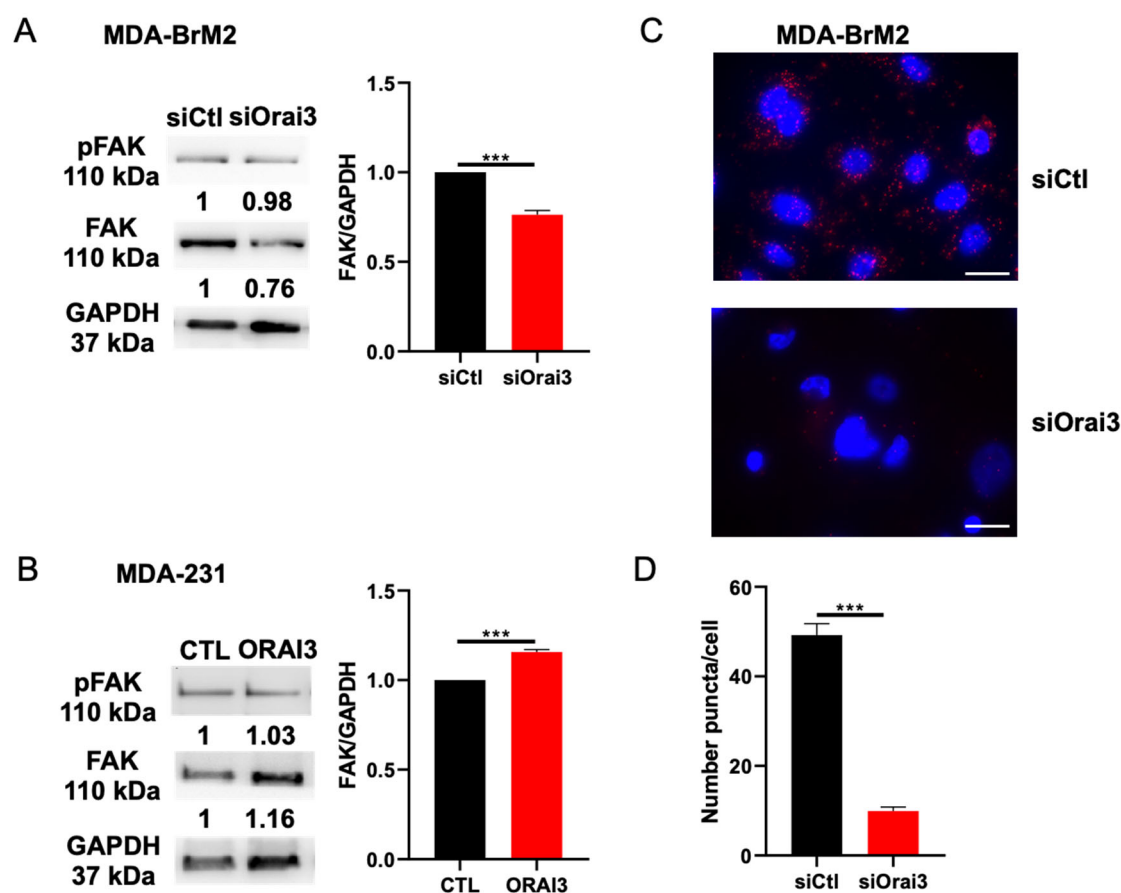 A
MDA-BrM2
siCtl siOrai3
pFAK
110 kDa
1 0.98
FAK
110 kDa
1 0.76
GAPDH
37 kDa
FAK/GAPDH
1.5
1.0
0.5
0.0
***
siCtl siOrai3
C
MDA-BrM2
siCtl
siOrai3
B
MDA-231
CTL ORAI3
pFAK
110 kDa
1 1.03
FAK
110 kDa
1 1.16
GAPDH
37 kDa
FAK/GAPDH
1.5
1.0
0.5
0.0
***
CTL ORAI3
D
Number puncta/cell
60
40
20
0
***
siCtl siOrai3